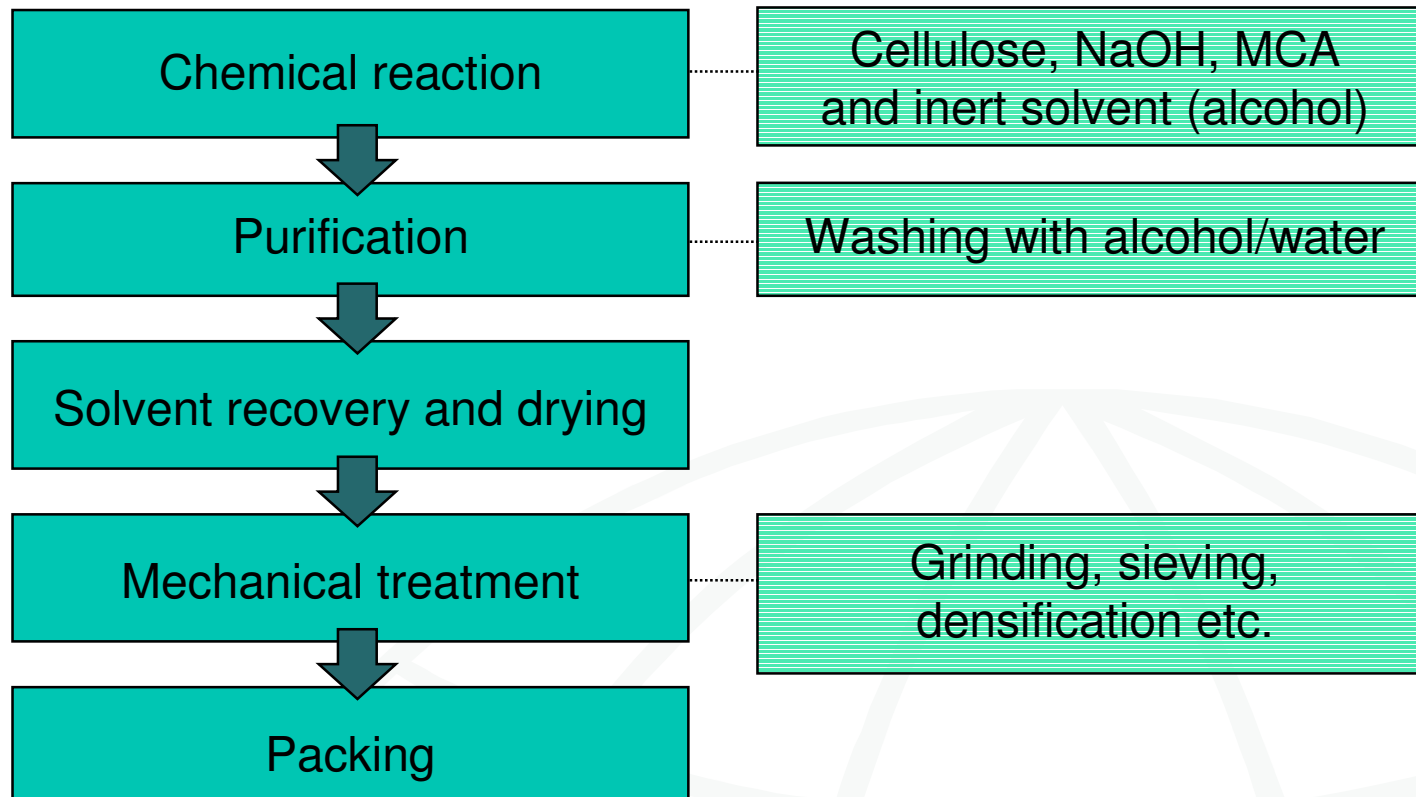 Chemical reaction
Cellulose, NaOH, MCA
and inert solvent (alcohol)
Purification
Washing with alcohol/water
Solvent recovery and drying
Mechanical treatment
Grinding, sieving,
densification etc.
Packing